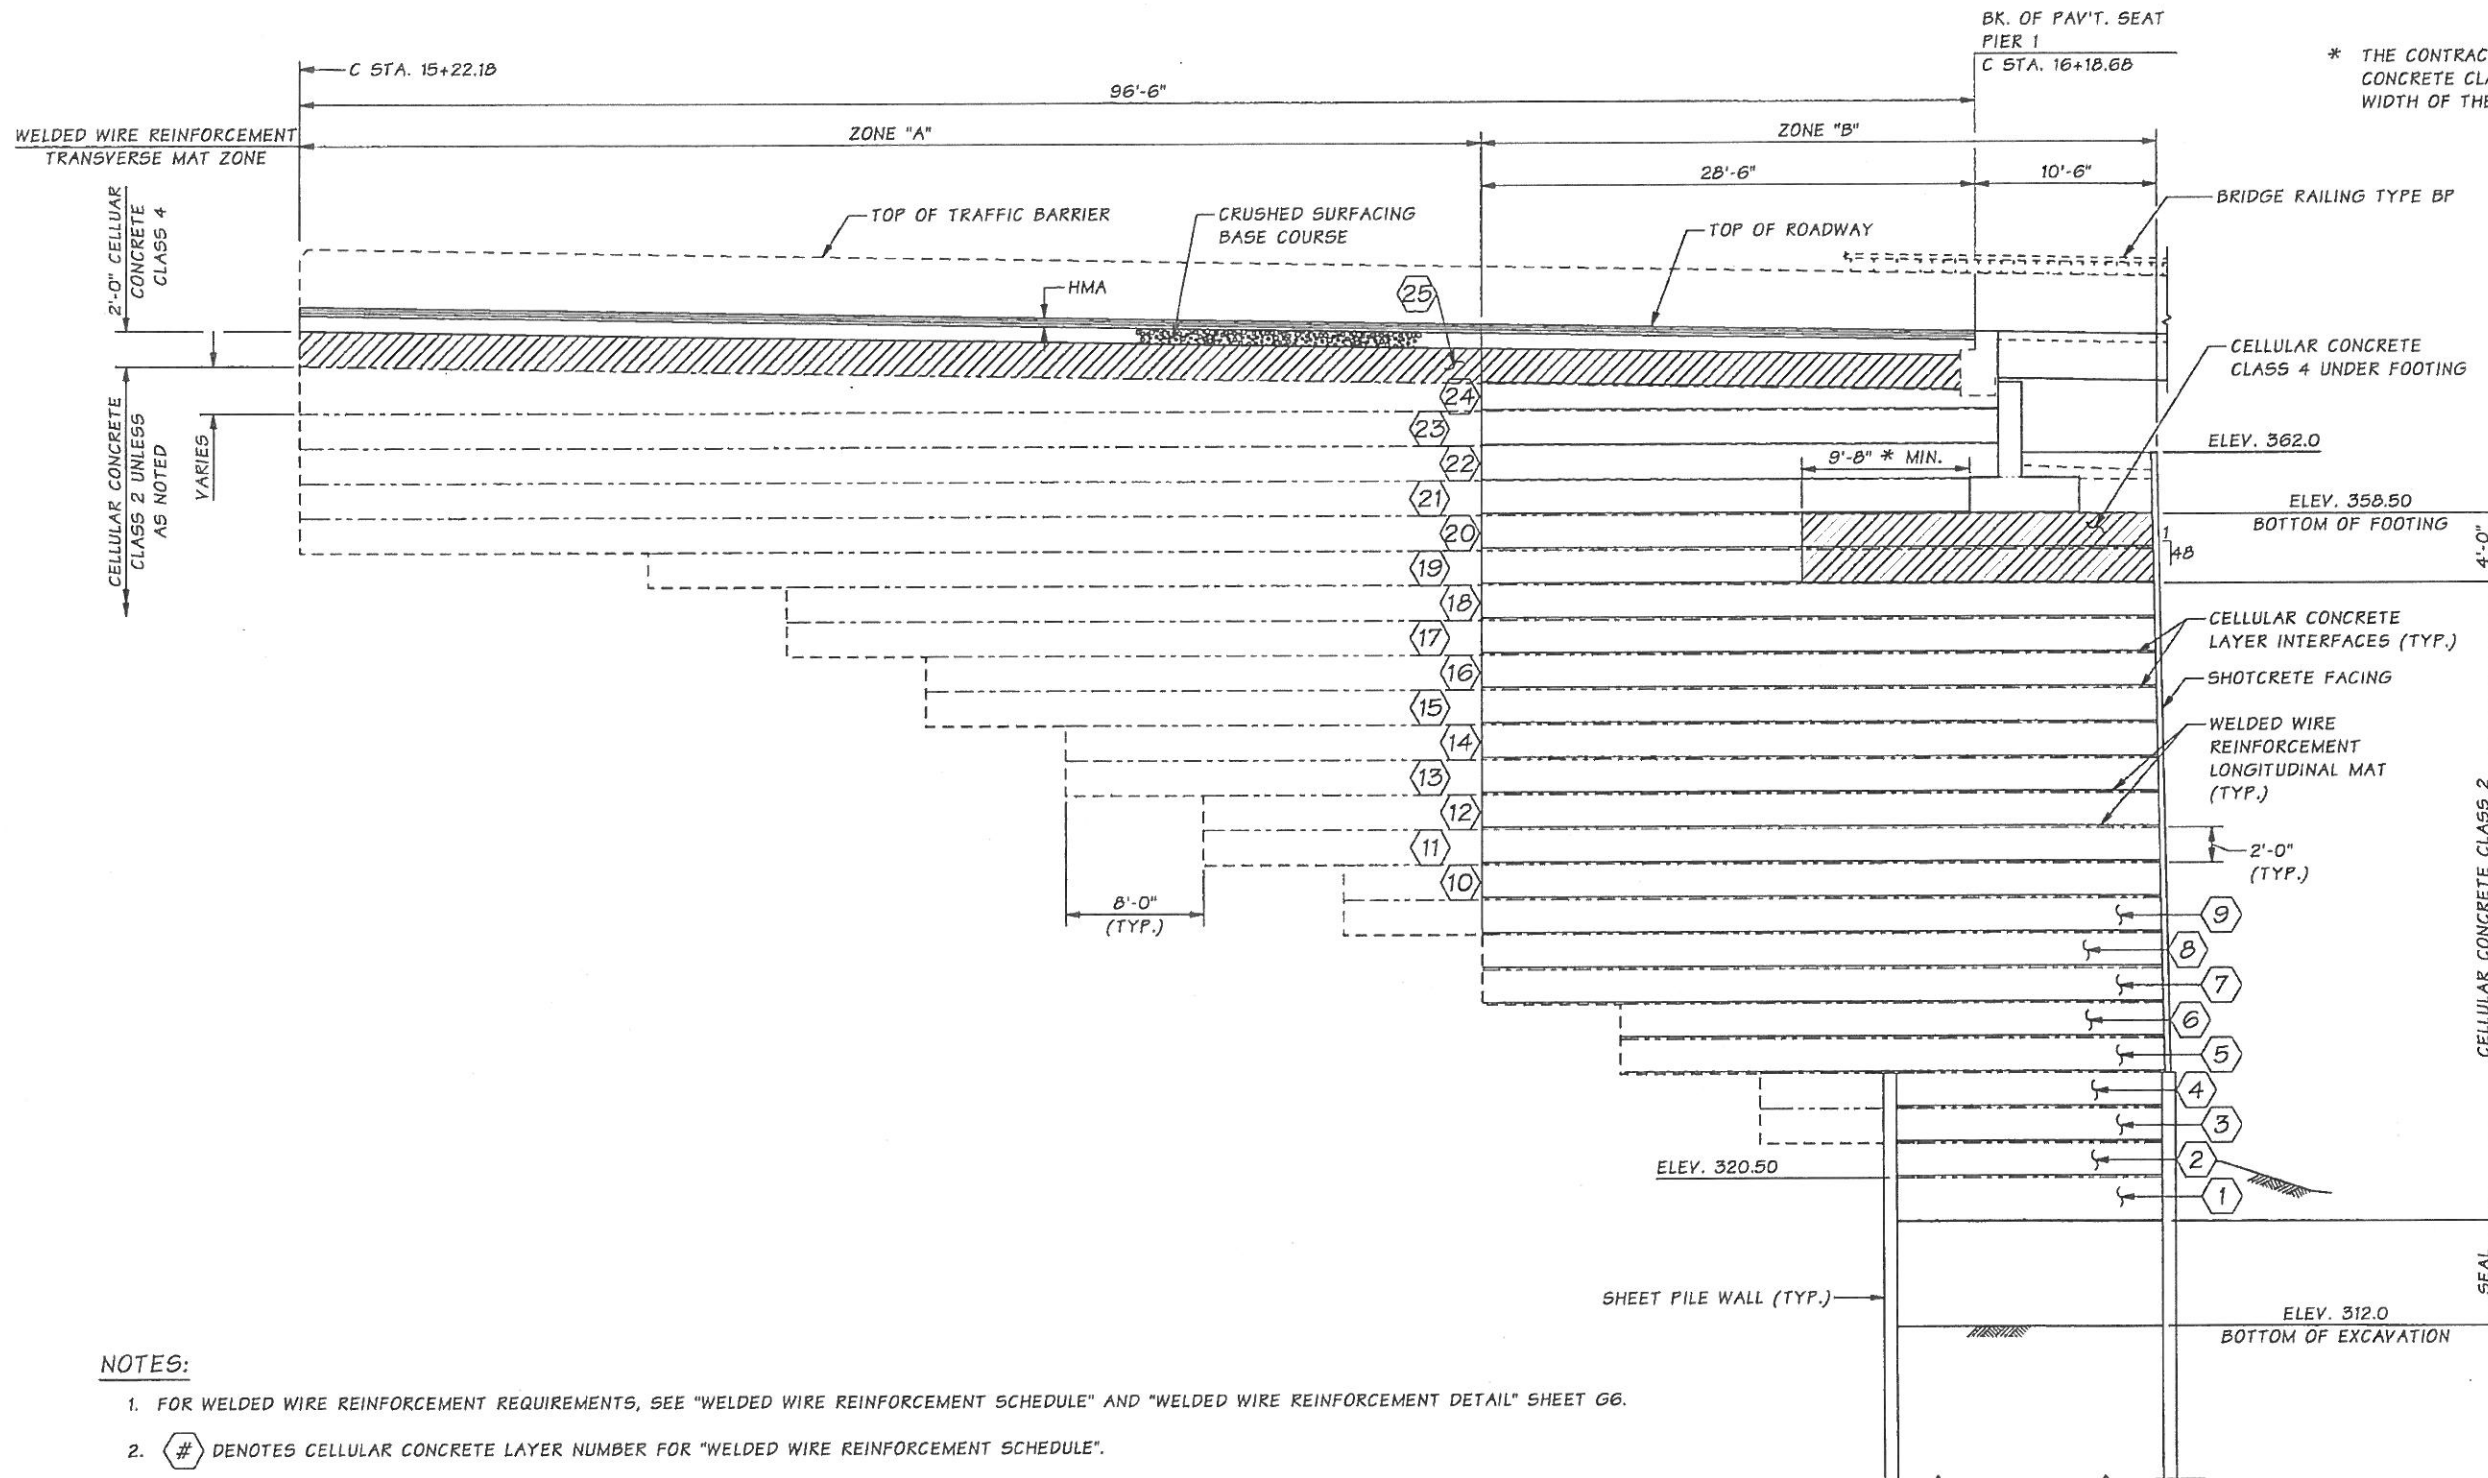 BK. OF PAV'T. SEAT
PIER 1
C STA. 16+18.68
C STA. 15+22.18
* THE CONTRAC
CONCRETE CLA
WIDTH OF THE
96'-6"
WELDED WIRE REINFORCEMENT
TRANSVERSE MAT ZONE
ZONE "A"
ZONE "B"
28'-6"
10'-6"
BRIDGE RAILING TYPE BP
2'-0" CELLUAR
CONCRETE
CLASS 4
TOP OF TRAFFIC BARRIER
CRUSHED SURFACING
BASE COURSE
TOP OF ROADWAY
HMA
25
CELLULAR CONCRETE
CLASS 4 UNDER FOOTING
24
CELLULAR CONCRETE
CLASS 2 UNLESS
AS NOTED
VARIES
23
ELEV. 362.0
22
9'-8" * MIN.
21
ELEV. 358.50
BOTTOM OF FOOTING
20
1
48
4'-0"
19
18
CELLULAR CONCRETE
LAYER INTERFACES (TYP.)
17
16
SHOTCRETE FACING
15
WELDED WIRE
REINFORCEMENT
LONGITUDINAL MAT
(TYP.)
14
13
12
11
2'-0"
(TYP.)
10
8'-0"
(TYP.)
CELLULAR CONCRETE CLASS 2
9
8
7
6
5
4
3
2
ELEV. 320.50
1
SEAL
SHEET PILE WALL (TYP.)
ELEV. 312.0
BOTTOM OF EXCAVATION
NOTES:
1. FOR WELDED WIRE REINFORCEMENT REQUIREMENTS, SEE "WELDED WIRE REINFORCEMENT SCHEDULE" AND "WELDED WIRE REINFORCEMENT DETAIL" SHEET G6.
2. # DENOTES CELLULAR CONCRETE LAYER NUMBER FOR "WELDED WIRE REINFORCEMENT SCHEDULE".